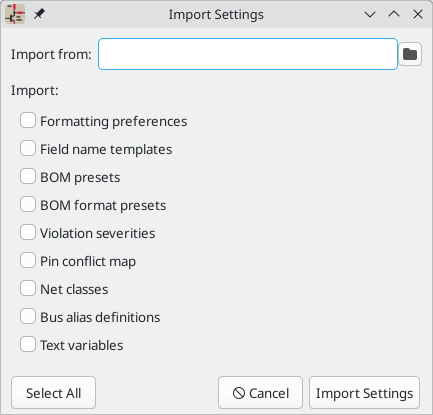 Import Settings
Import from:
Import:
Formatting preferences
Field name templates
BOM presets
BOM format presets
Violation severities
Pin conflict map
Net classes
Bus alias definitions
Text variables
Select All
Cancel
Import Settings